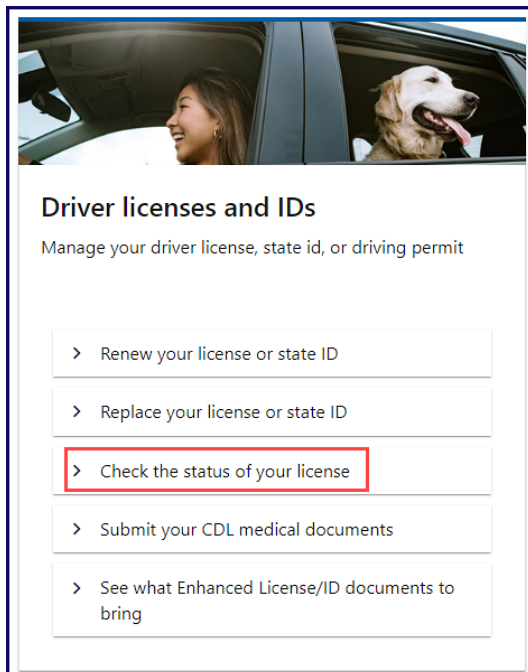 Driver licenses and IDs
Manage your driver license, state id, or driving permit
Renew your license or state ID
Replace your license or state ID
Check the status of your license
Submit your CDL medical documents
See what Enhanced License/ID documents to
bring